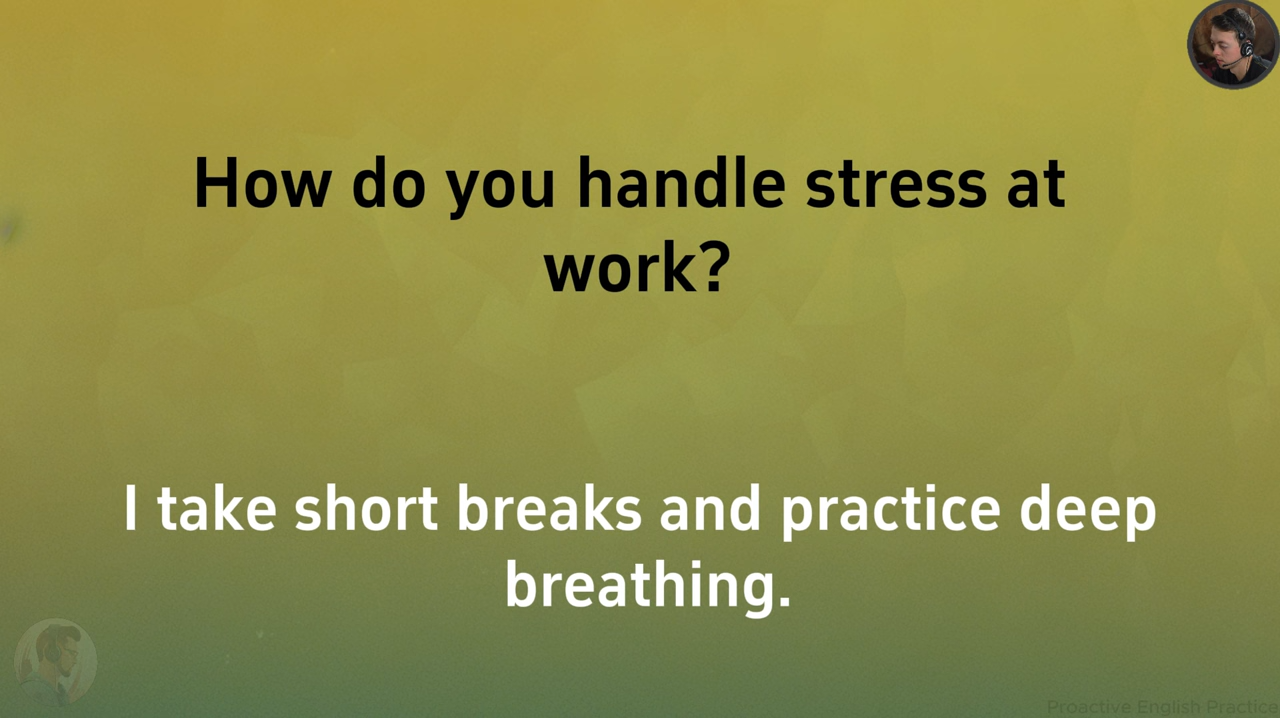 How do you handle stress at
work?
I take short breaks and practice deep
breathing.
Proactive English Practice